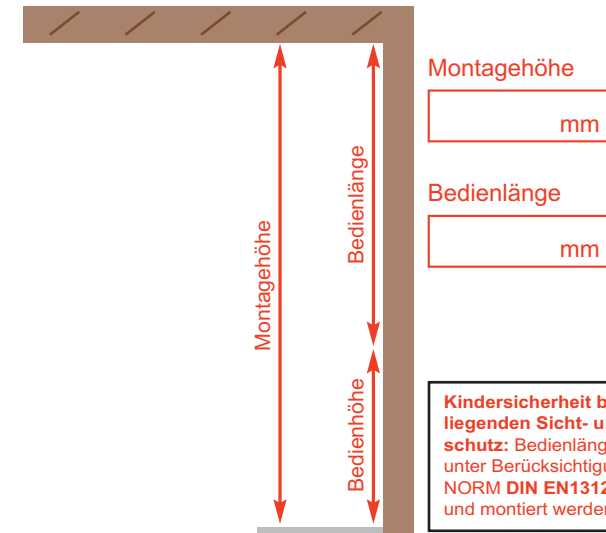 Montagehöhe
mm
Bedienlänge
mm
Montagehöhe
Bedienlänge
Bedienhöhe
Kindersicherheit
liegenden Sicht-
schutz: Bedienläng
unter Berücksichtigu
NORM DIN EN1312
und montiert werde